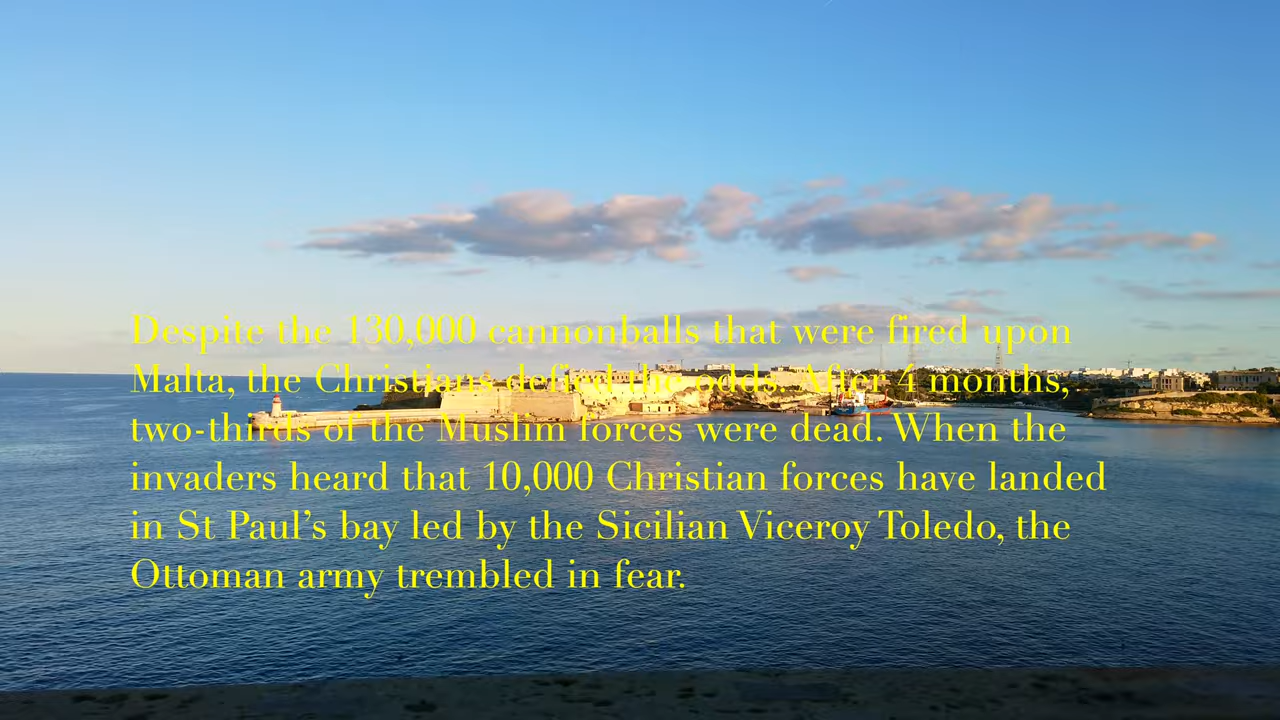 Despite the 130,000 cannonballs that were fired upon
Malta, the Christians defied the odds. After 4 months,
two-thirds of the Muslim forces were dead. When the
invaders heard that 10,000 Christian forces have landed
in St Paul’s bay led by the Sicilian Viceroy Toledo, the
Ottoman army trembled in fear.